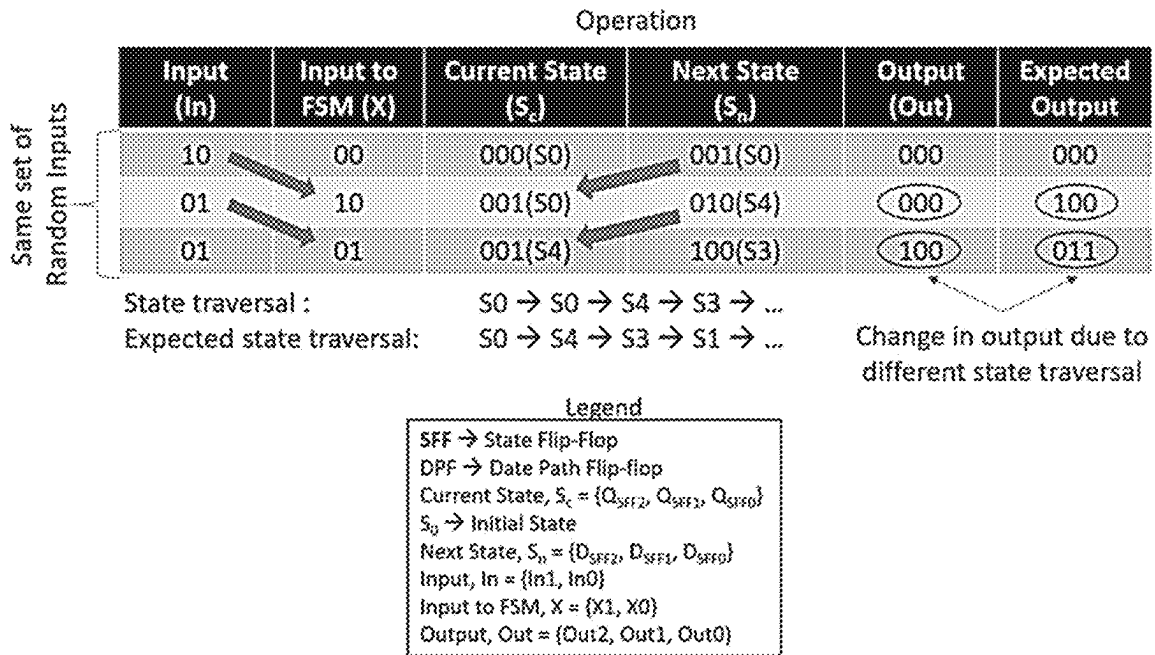 Operation
Input (In) Input to FSM (X) Current State (Sc) Next State (Sn) Output (Out) Expected Output
Same set of Random Inputs
10 00 000(S0) 001(S0) 000 000
01 10 001(S0) 010(S4) 000 100
01 01 001(S4) 100(S3) 100 011
State traversal : S0 → S0 → S4 → S3 → ...
Expected state traversal: S0 → S4 → S3 → S1 → ...
Change in output due to
different state traversal
Legend
SFF → State Flip-Flop
DPF → Date Path Flip-flop
Current State, Sc = {QSFF2, QSFF1, QSFF0}
S0 → Initial State
Next State, Sn = {DSFF2, DSFF1, DSFF0}
Input, In = {In1, In0}
Input to FSM, X = {X1, X0}
Output, Out = {Out2, Out1, Out0}